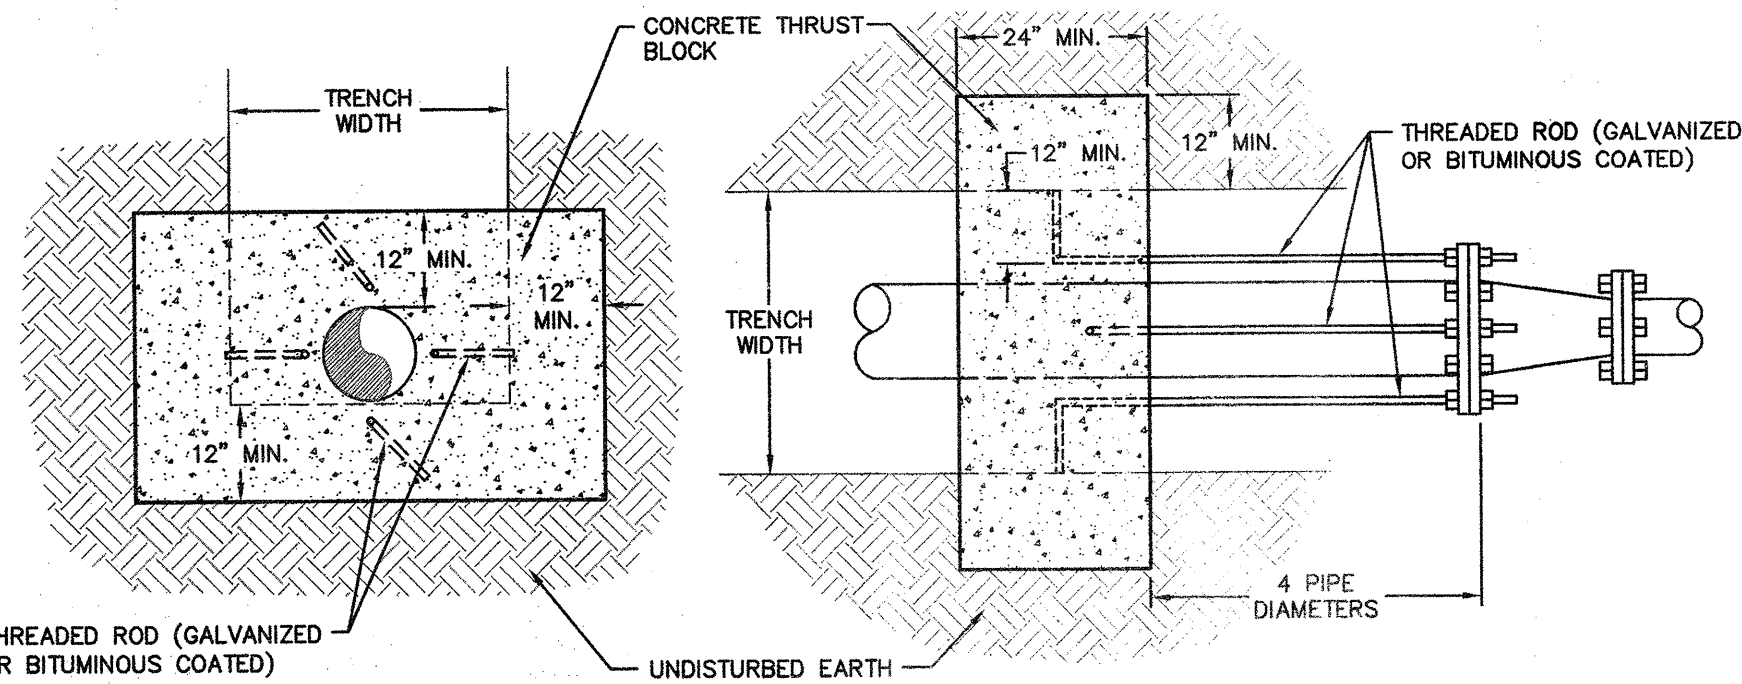 CONCRETE THRUST
BLOCK
24" MIN.
TRENCH
WIDTH
12" MIN.
12" MIN.
THREADED ROD (GALVANIZED
OR BITUMINOUS COATED)
12" MIN.
12"
MIN.
TRENCH
WIDTH
12" MIN.
4 PIPE
DIAMETERS
HREADED ROD (GALVANIZED
R BITUMINOUS COATED)
UNDISTURBED EARTH